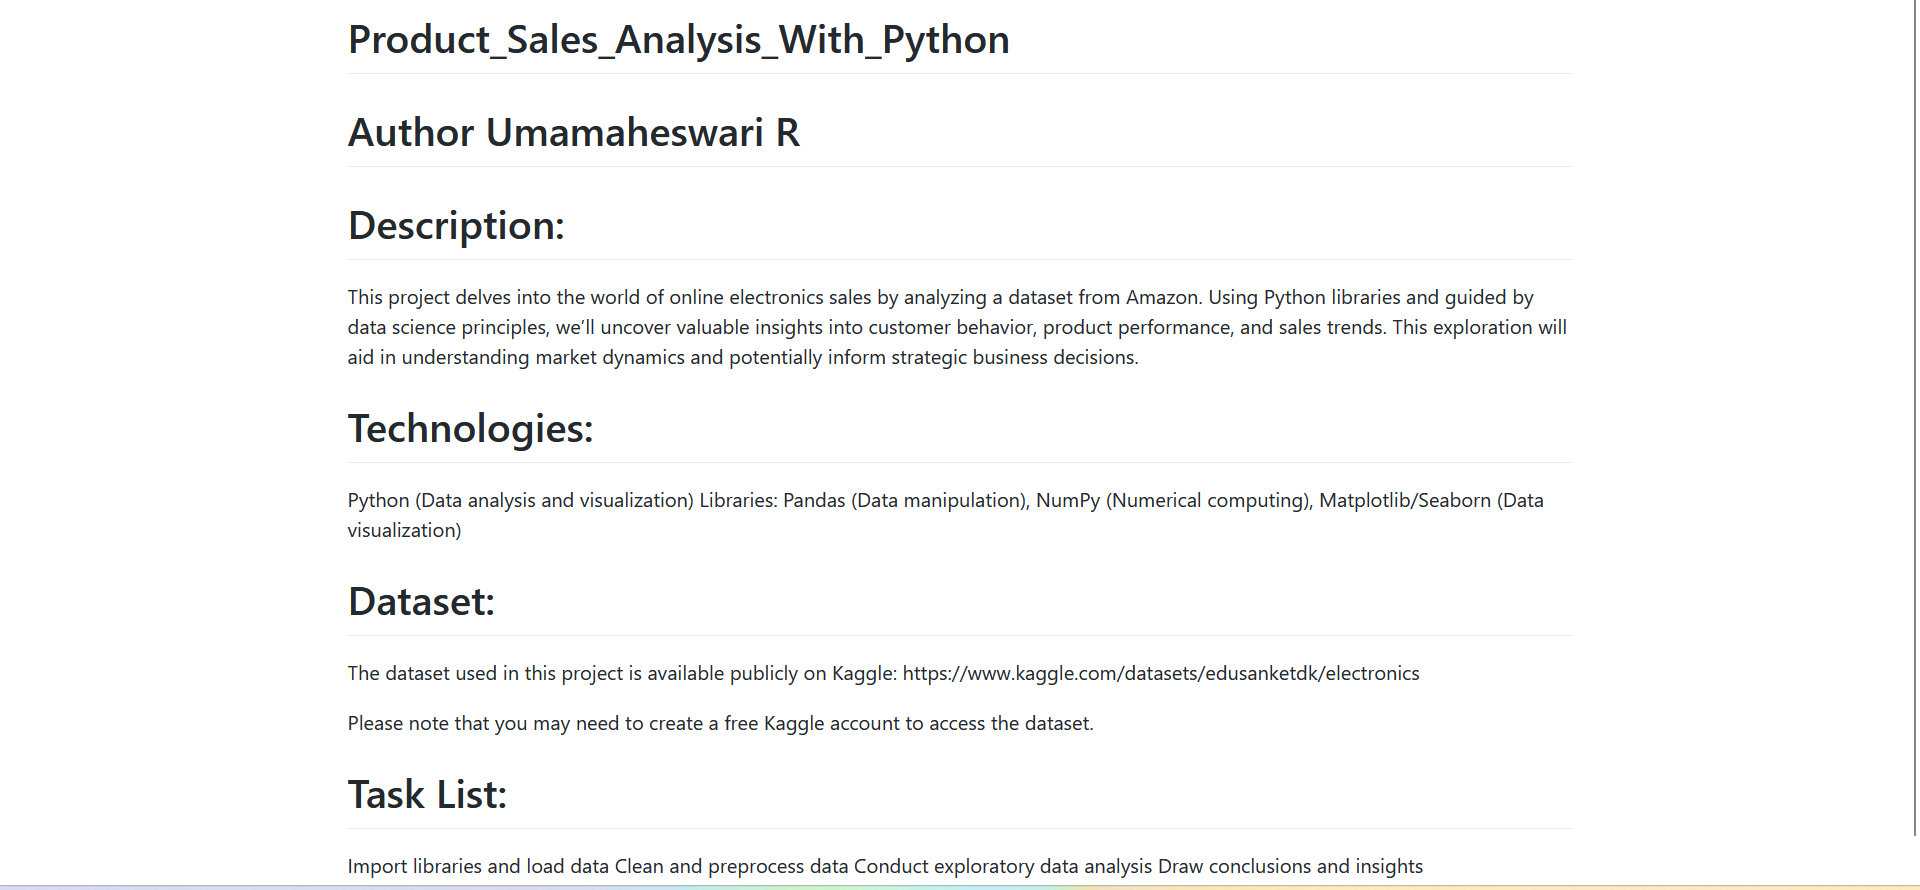 Product_Sales_Analysis_With_Python
Author Umamaheswari R
Description:
This project delves into the world of online electronics sales by analyzing a dataset from Amazon. Using Python libraries and guided by
data science principles, we’ll uncover valuable insights into customer behavior, product performance, and sales trends. This exploration will
aid in understanding market dynamics and potentially inform strategic business decisions.
Technologies:
Python (Data analysis and visualization) Libraries: Pandas (Data manipulation), NumPy (Numerical computing), Matplotlib/Seaborn (Data
visualization)
Dataset:
The dataset used in this project is available publicly on Kaggle: https://www.kaggle.com/datasets/edusanketdk/electronics
Please note that you may need to create a free Kaggle account to access the dataset.
Task List:
Import libraries and load data Clean and preprocess data Conduct exploratory data analysis Draw conclusions and insights